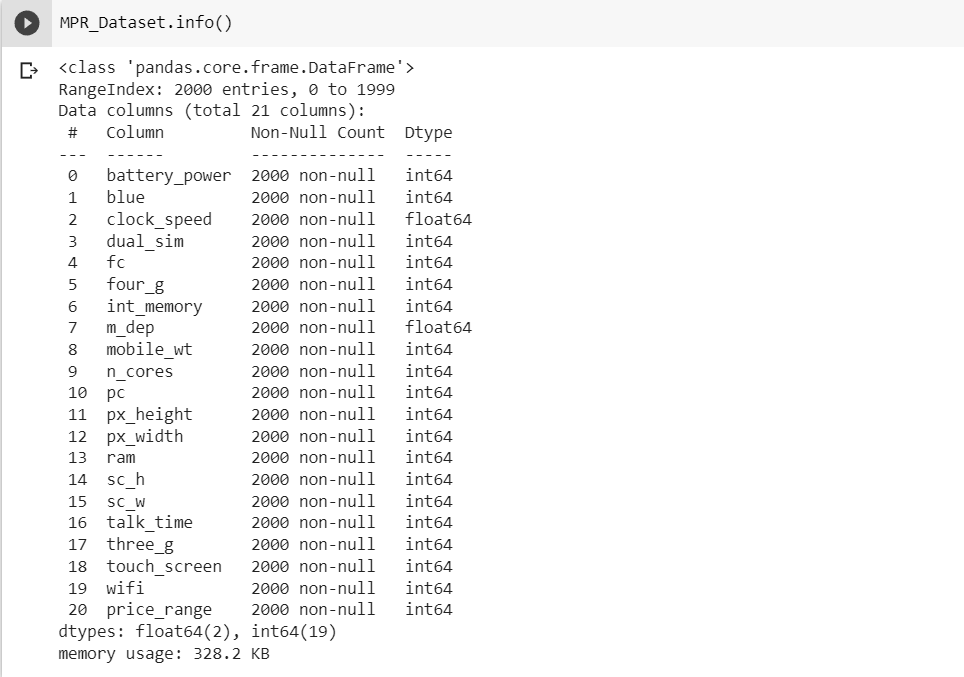 MPR_Dataset.info()
<class 'pandas.core.frame.DataFrame'>
RangeIndex: 2000 entries, 0 to 1999
Data columns (total 21 columns):
 #   Column         Non-Null Count  Dtype
---  ------         --------------  -----
 0   battery_power  2000 non-null   int64
 1   blue           2000 non-null   int64
 2   clock_speed    2000 non-null   float64
 3   dual_sim       2000 non-null   int64
 4   fc             2000 non-null   int64
 5   four_g         2000 non-null   int64
 6   int_memory     2000 non-null   int64
 7   m_dep          2000 non-null   float64
 8   mobile_wt      2000 non-null   int64
 9   n_cores        2000 non-null   int64
 10  pc             2000 non-null   int64
 11  px_height      2000 non-null   int64
 12  px_width       2000 non-null   int64
 13  ram            2000 non-null   int64
 14  sc_h           2000 non-null   int64
 15  sc_w           2000 non-null   int64
 16  talk_time      2000 non-null   int64
 17  three_g        2000 non-null   int64
 18  touch_screen   2000 non-null   int64
 19  wifi           2000 non-null   int64
 20  price_range    2000 non-null   int64
dtypes: float64(2), int64(19)
memory usage: 328.2 KB